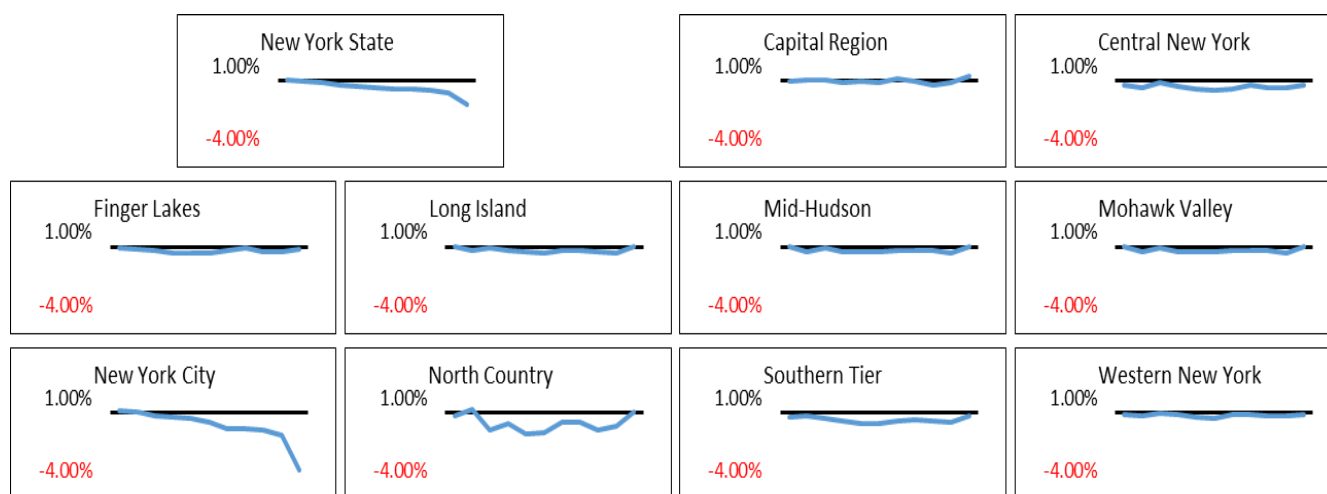 New York State
1.00%
-4.00%
Capital Region
1.00%
-4.00%
Central New York
1.00%
-4.00%
Finger Lakes
1.00%
-4.00%
Long Island
1.00%
-4.00%
Mid-Hudson
1.00%
-4.00%
Mohawk Valley
1.00%
-4.00%
New York City
1.00%
-4.00%
North Country
1.00%
-4.00%
Southern Tier
1.00%
-4.00%
Western New York
1.00%
-4.00%